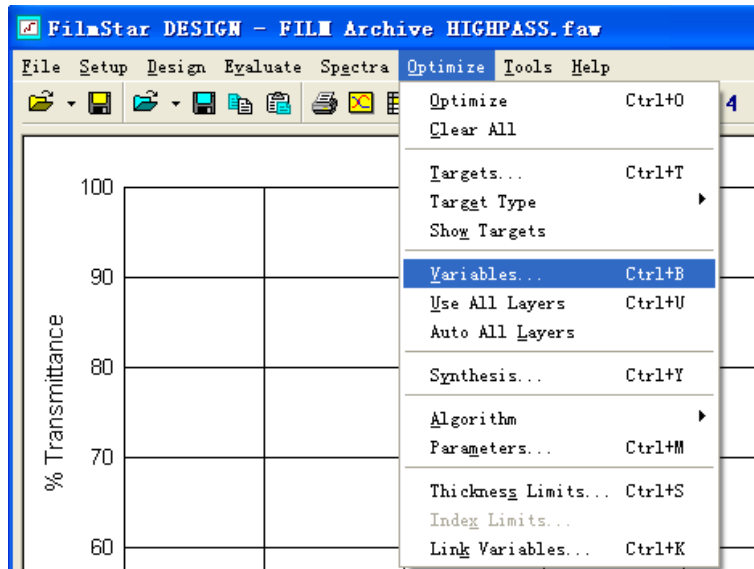 FilmStar DESIGN - FILM Archive HIGHPASS.faw
File Setup Design Evaluate Spectra Optimize Tools Help
4
Optimize Ctrl+O
Clear All
Targets... Ctrl+T
Target Type
Show Targets
Variables... Ctrl+B
Use All Layers Ctrl+U
Auto All Layers
Synthesis... Ctrl+Y
Algorithm
Parameters... Ctrl+M
Thickness Limits... Ctrl+S
Index Limits...
Link Variables... Ctrl+K
100
90
80
70
60
% Transmittance